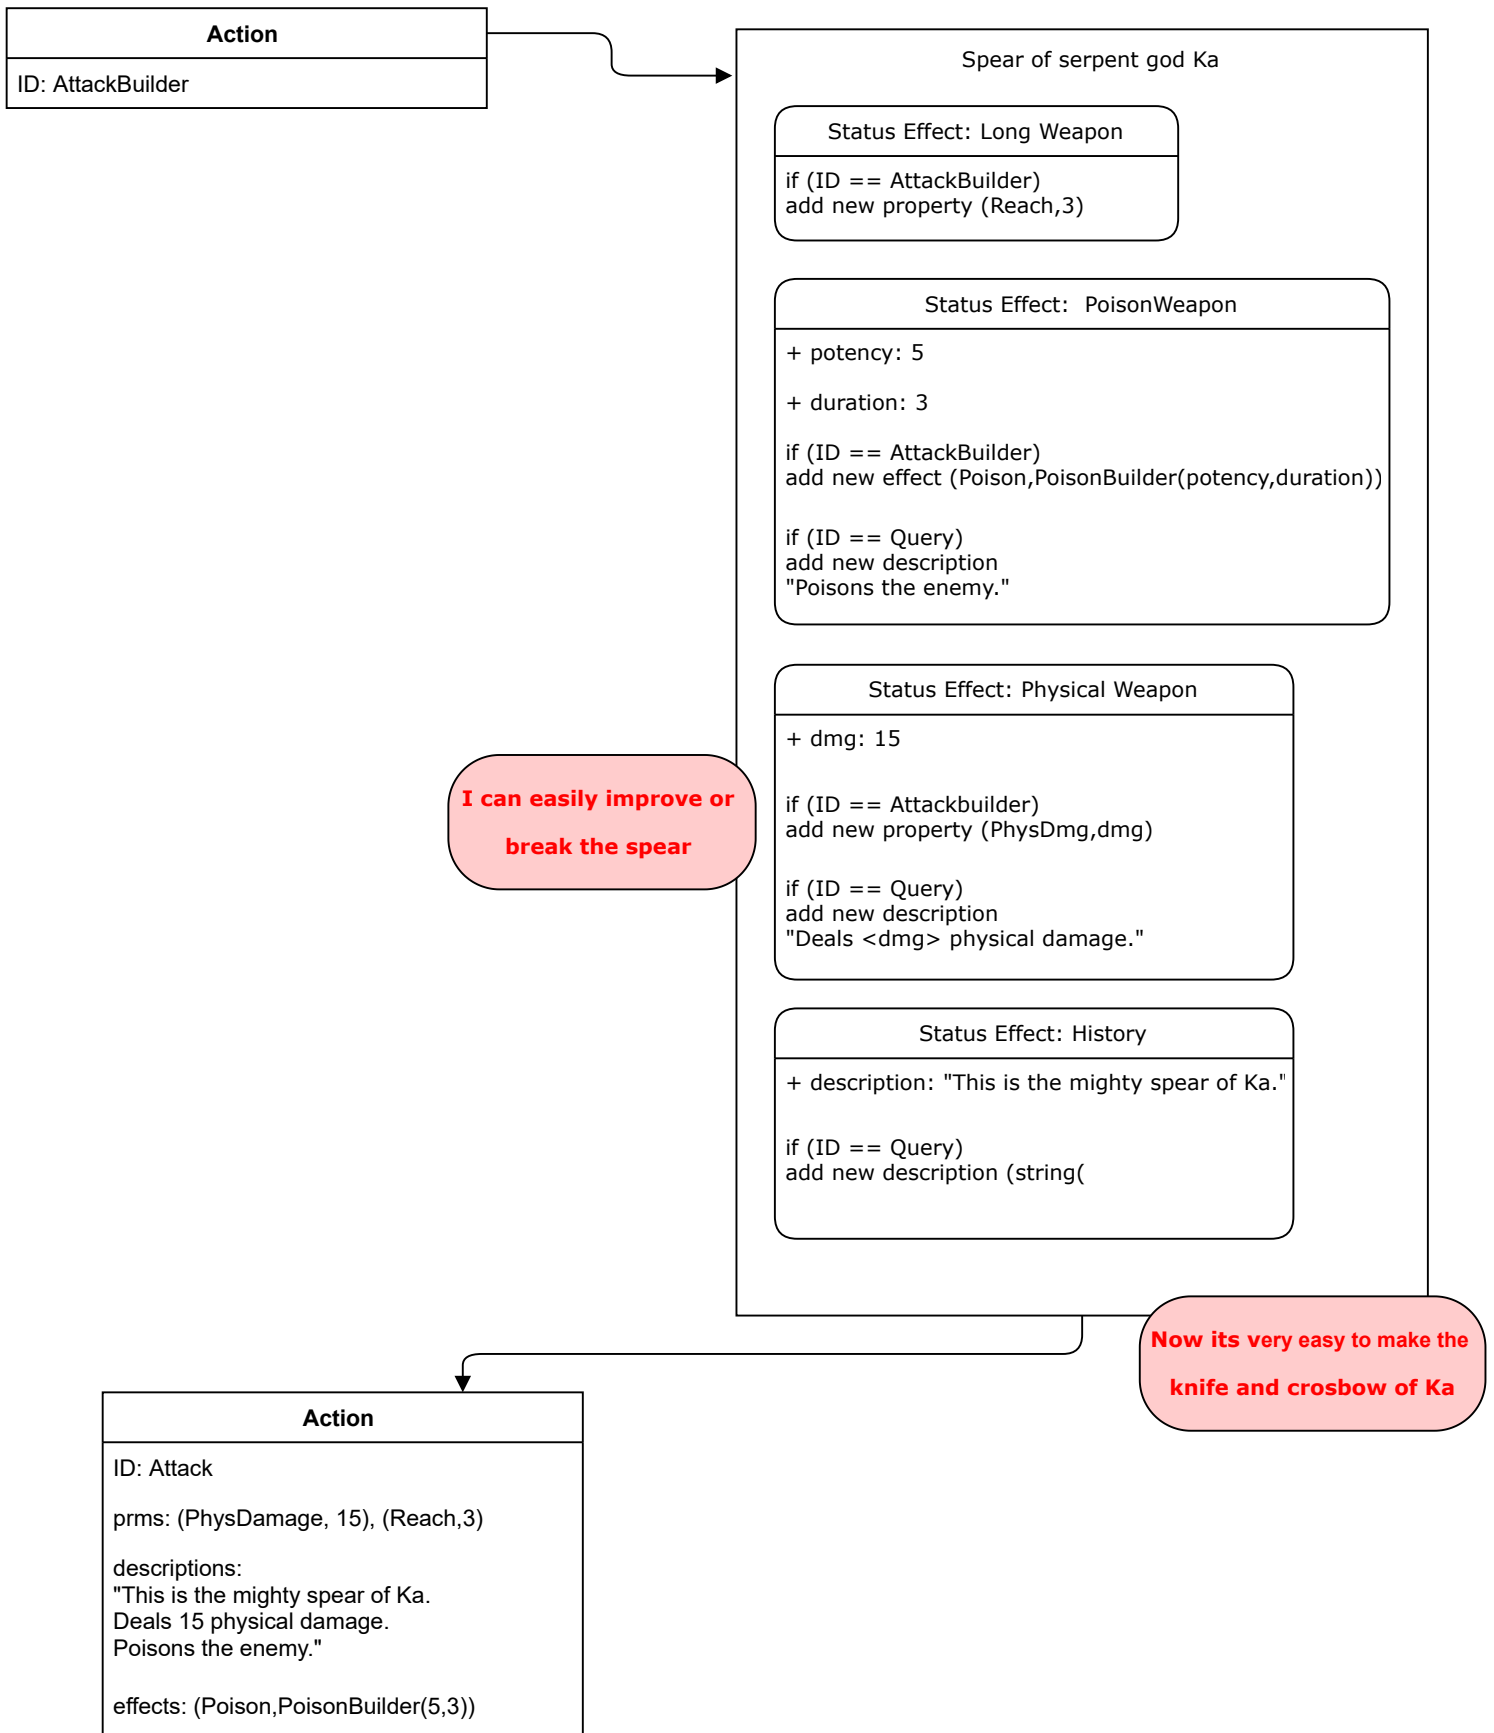 Action
ID: AttackBuilder
Spear of serpent god Ka
Status Effect: Long Weapon
if (ID == AttackBuilder)
add new property (Reach,3)
Status Effect:  PoisonWeapon
+ potency: 5
+ duration: 3
if (ID == AttackBuilder)
add new effect (Poison,PoisonBuilder(potency,duration))
if (ID == Query)
add new description
"Poisons the enemy."
Status Effect: Physical Weapon
+ dmg: 15
if (ID == Attackbuilder)
add new property (PhysDmg,dmg)
if (ID == Query)
add new description
"Deals <dmg> physical damage."
I can easily improve or
break the spear
Status Effect: History
+ description: "This is the mighty spear of Ka."
if (ID == Query)
add new description (string(
Now its very easy to make the
knife and crosbow of Ka
Action
ID: Attack
prms: (PhysDamage, 15), (Reach,3)
descriptions:
"This is the mighty spear of Ka.
Deals 15 physical damage.
Poisons the enemy."
effects: (Poison,PoisonBuilder(5,3))